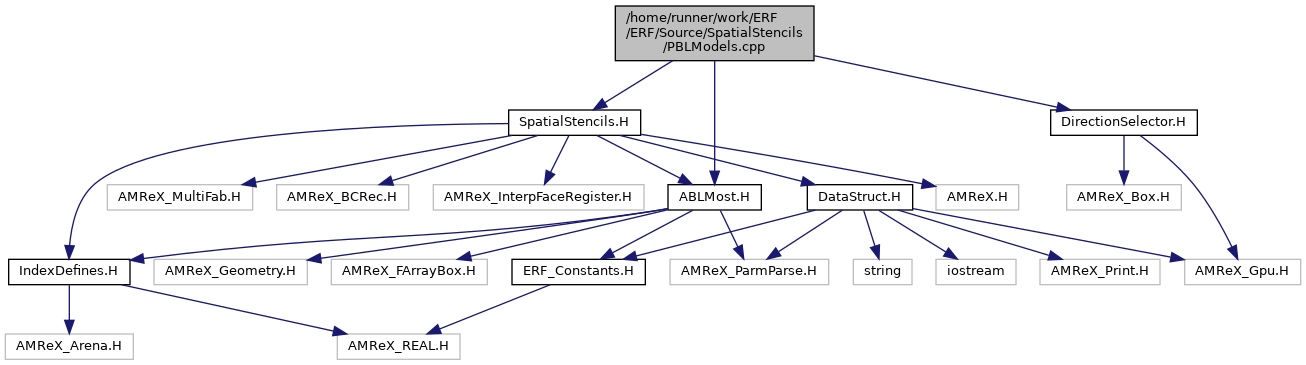 /home/runner/work/ERF
/ERF/Source/SpatialStencils
/PBLModels.cpp
SpatialStencils.H
DirectionSelector.H
AMReX_MultiFab.H
AMReX_BCRec.H
AMReX_InterpFaceRegister.H
ABLMost.H
DataStruct.H
AMReX.H
AMReX_Box.H
IndexDefines.H
AMReX_Geometry.H
AMReX_FArrayBox.H
ERF_Constants.H
AMReX_ParmParse.H
string
iostream
AMReX_Print.H
AMReX_Gpu.H
AMReX_Arena.H
AMReX_REAL.H